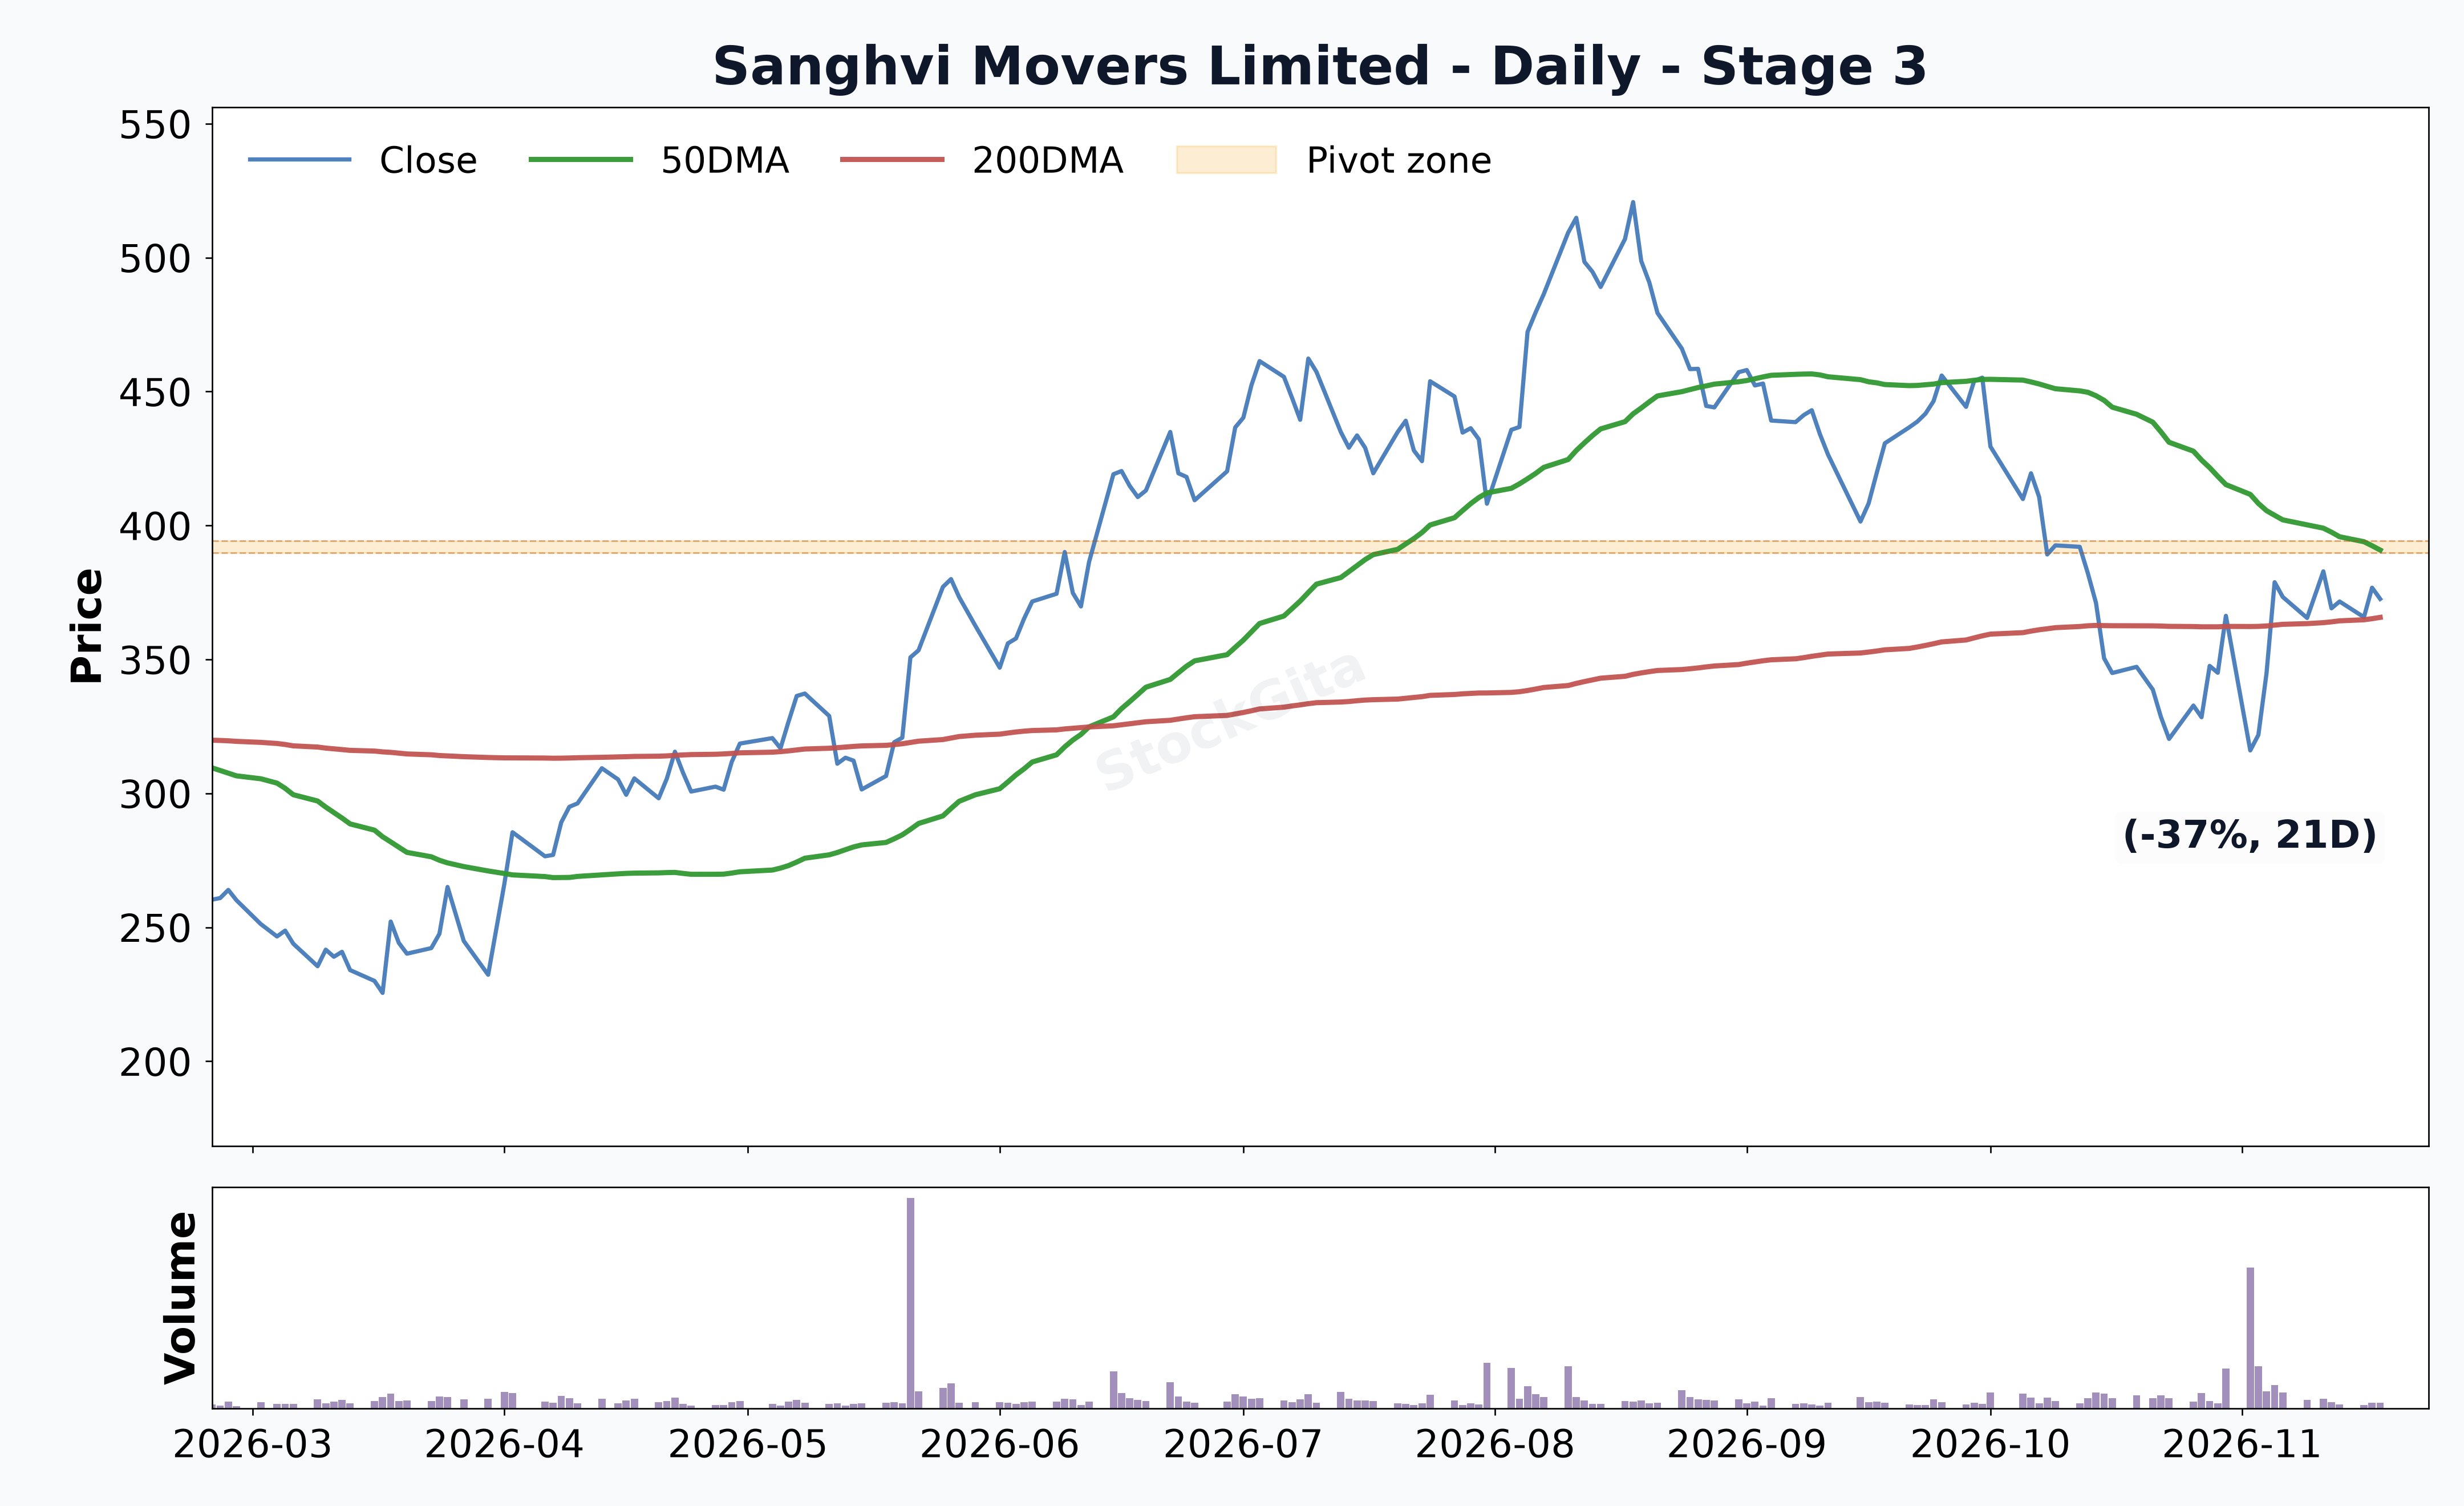 Sanghvi Movers Limited - Daily - Stage 3
Close 50DMA 200DMA Pivot zone
550
500
450
400
350
300
250
200
Price
StockGita
(-37%, 21D)
Volume
2026-03 2026-04 2026-05 2026-06 2026-07 2026-08 2026-09 2026-10 2026-11